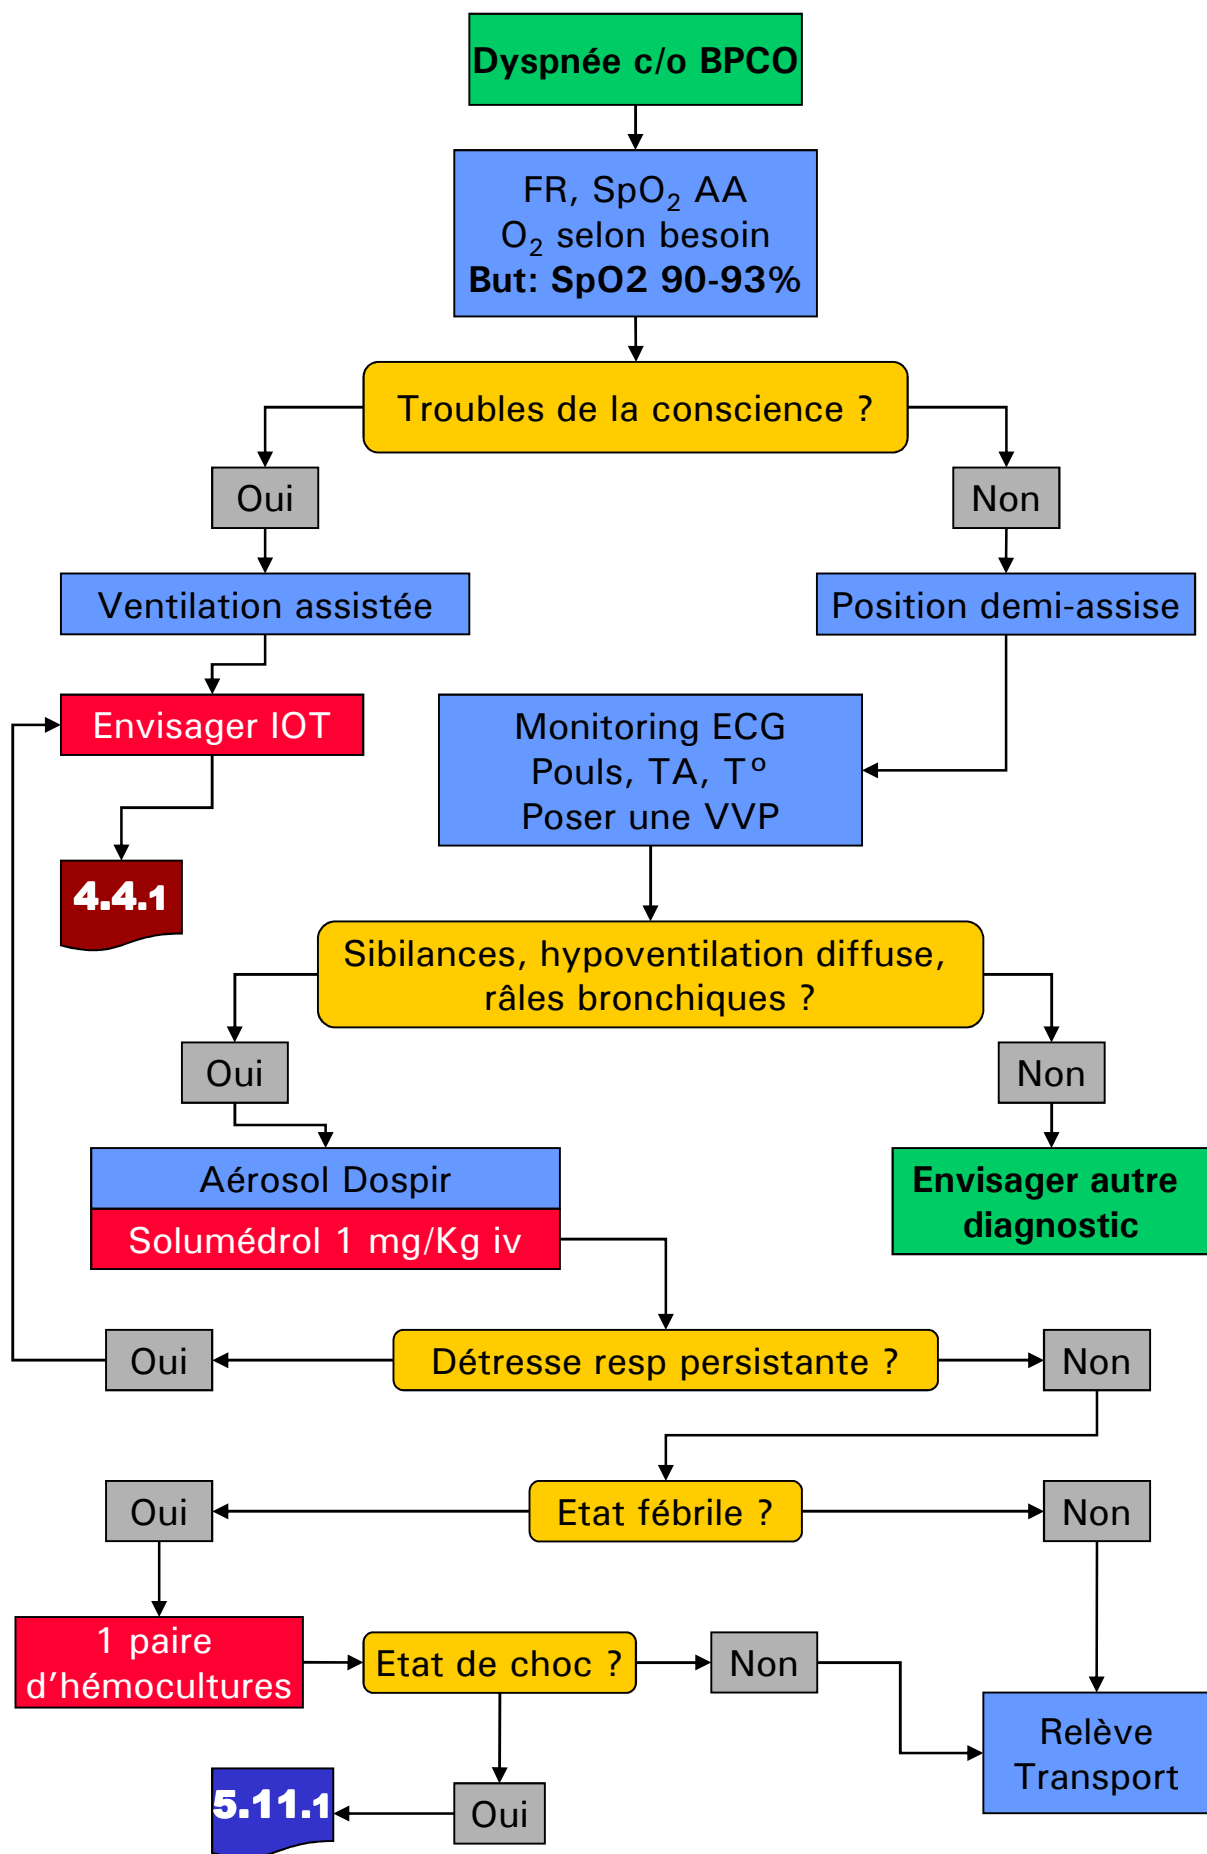 Dyspnée c/o BPCO
FR, SpO₂ AA
O₂ selon besoin
But: SpO2 90-93%
Troubles de la conscience ?
Oui
Non
Ventilation assistée
Position demi-assise
Envisager IOT
Monitoring ECG
Pouls, TA, Tº
Poser une VVP
4.4.1
Sibilances, hypoventilation diffuse,
râles bronchiques ?
Oui
Non
Aérosol Dospir
Solumédrol 1 mg/Kg iv
Envisager autre
diagnostic
Oui
Détresse resp persistante ?
Non
Oui
Etat fébrile ?
Non
1 paire
d'hémocultures
Etat de choc ?
Non
Relève
Transport
5.11.1
Oui